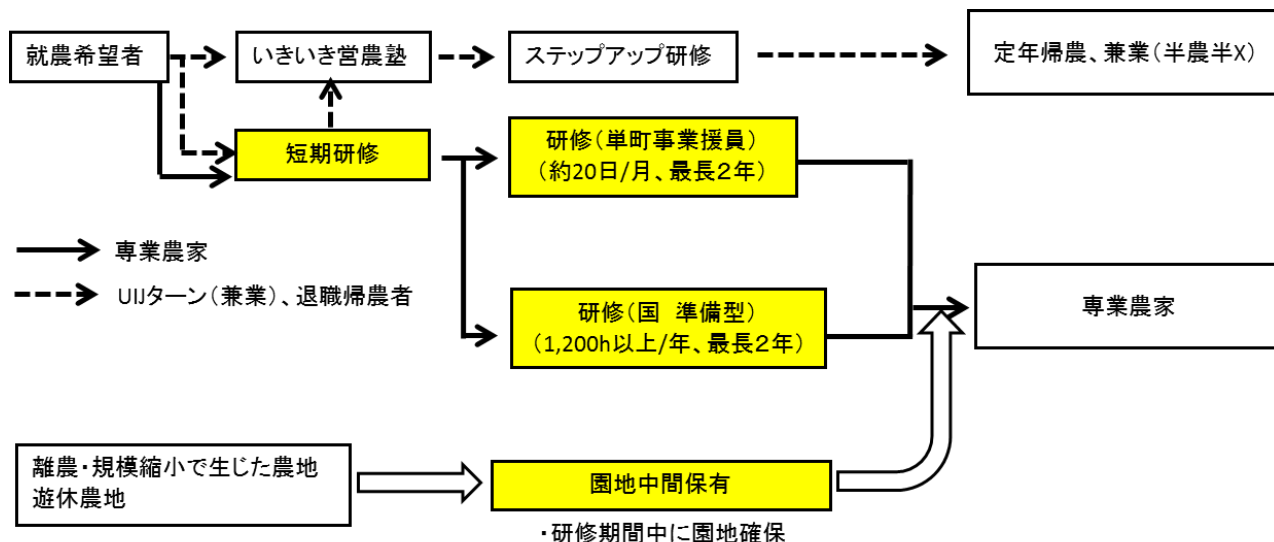 就農希望者
いきいき営農塾
ステップアップ研修
定年帰農、兼業(半農半X)
短期研修
研修(単町事業援員)
(約20日/月、最長2年)
専業農家
UIJターン(兼業)、退職帰農者
研修(国 準備型)
(1,200h以上/年、最長2年)
専業農家
離農・規模縮小で生じた農地
遊休農地
園地中間保有
・研修期間中に園地確保